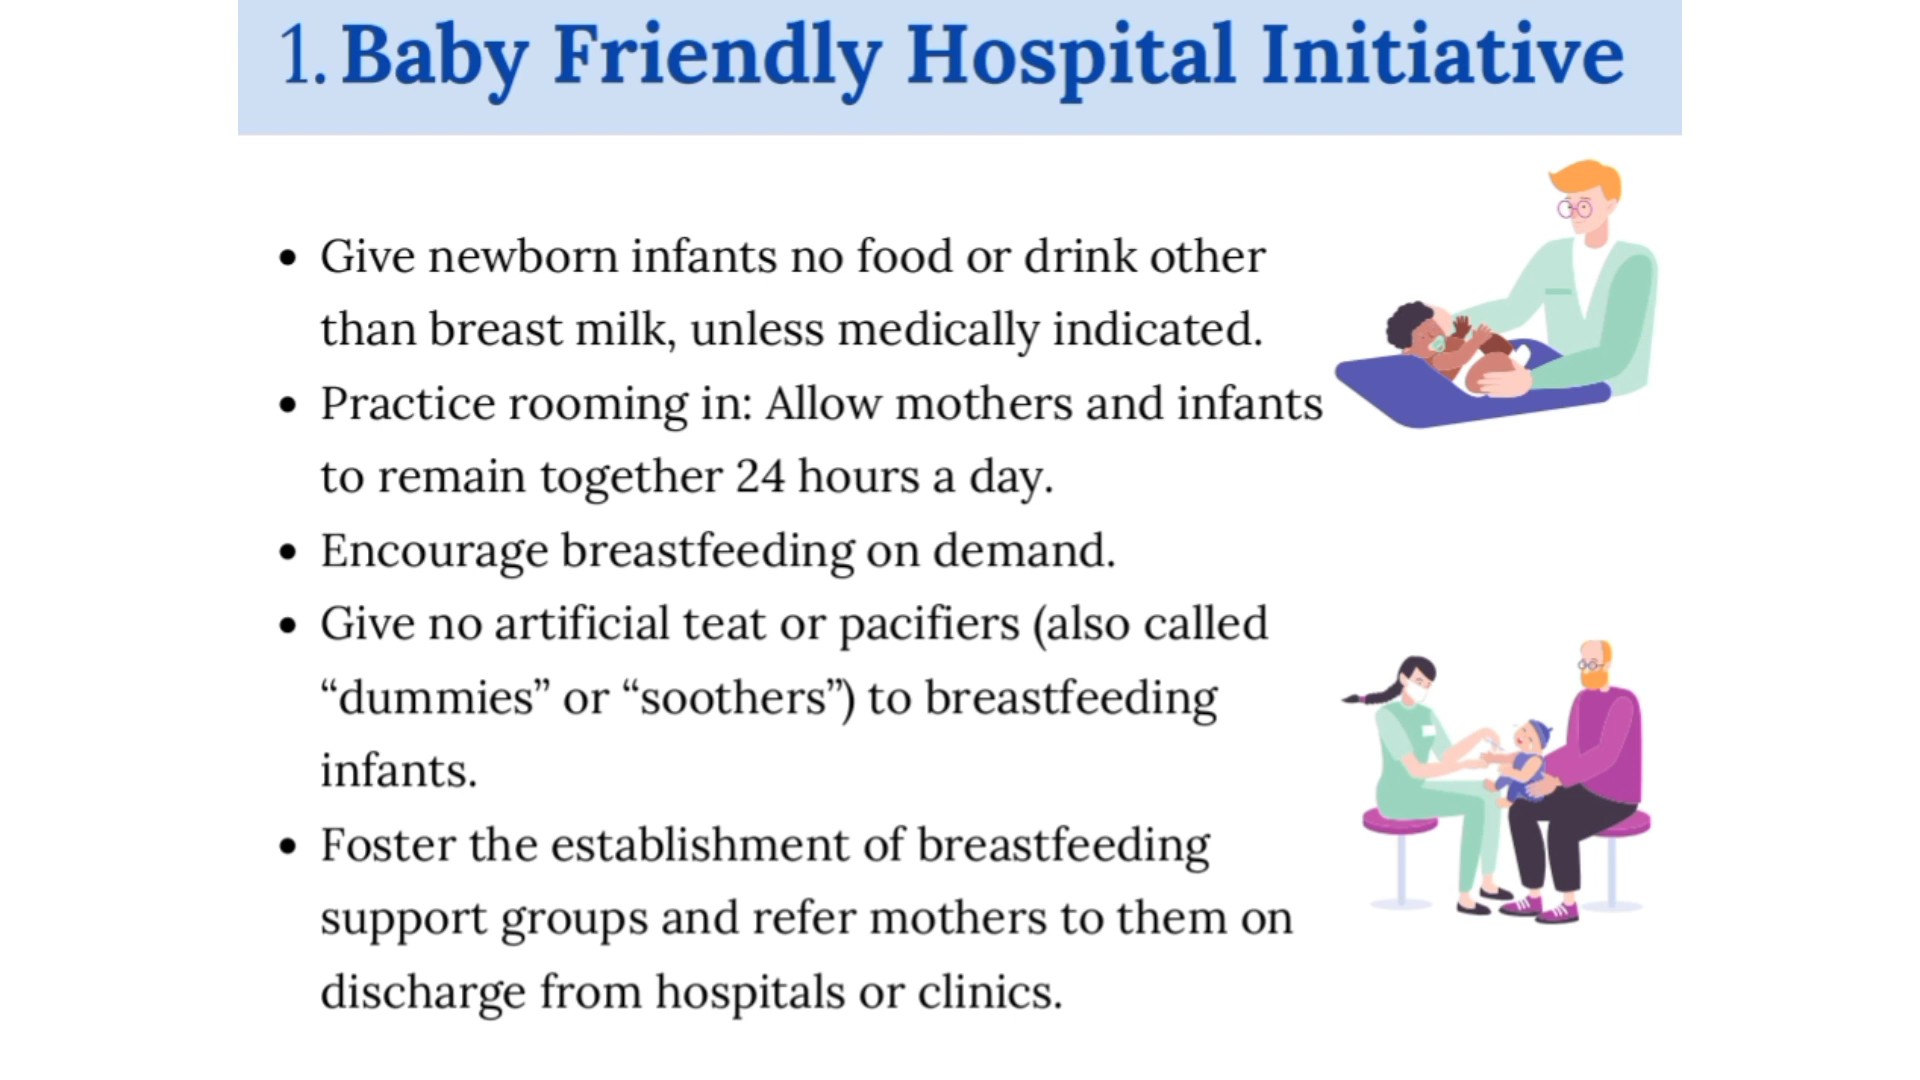 1. Baby Friendly Hospital Initiative
• Give newborn infants no food or drink other
than breast milk, unless medically indicated.
• Practice rooming in: Allow mothers and infants
to remain together 24 hours a day.
• Encourage breastfeeding on demand.
• Give no artificial teat or pacifiers (also called
“dummies” or “soothers”) to breastfeeding
infants.
• Foster the establishment of breastfeeding
support groups and refer mothers to them on
discharge from hospitals or clinics.